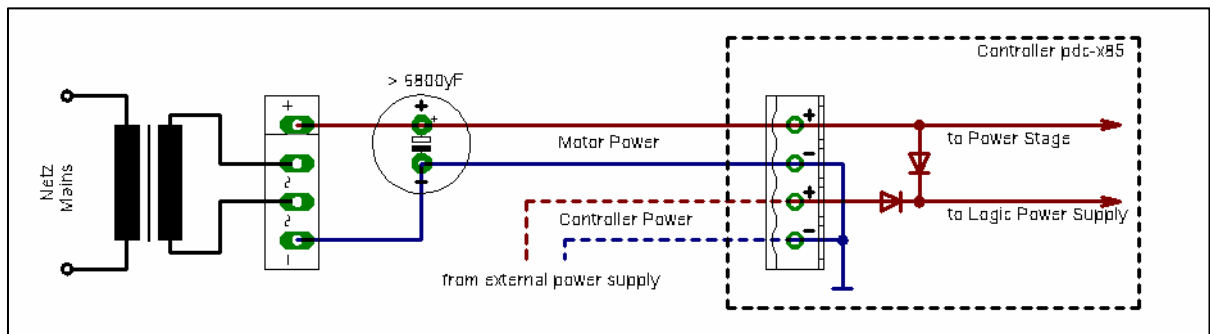 Controller pdc-x85
> 6800yF
+
+
+
+
-
Motor Power
to Power Stage
-
Netz
Mains
~
~
+
Controller Power
to Logic Power Supply
-
-
from external power supply